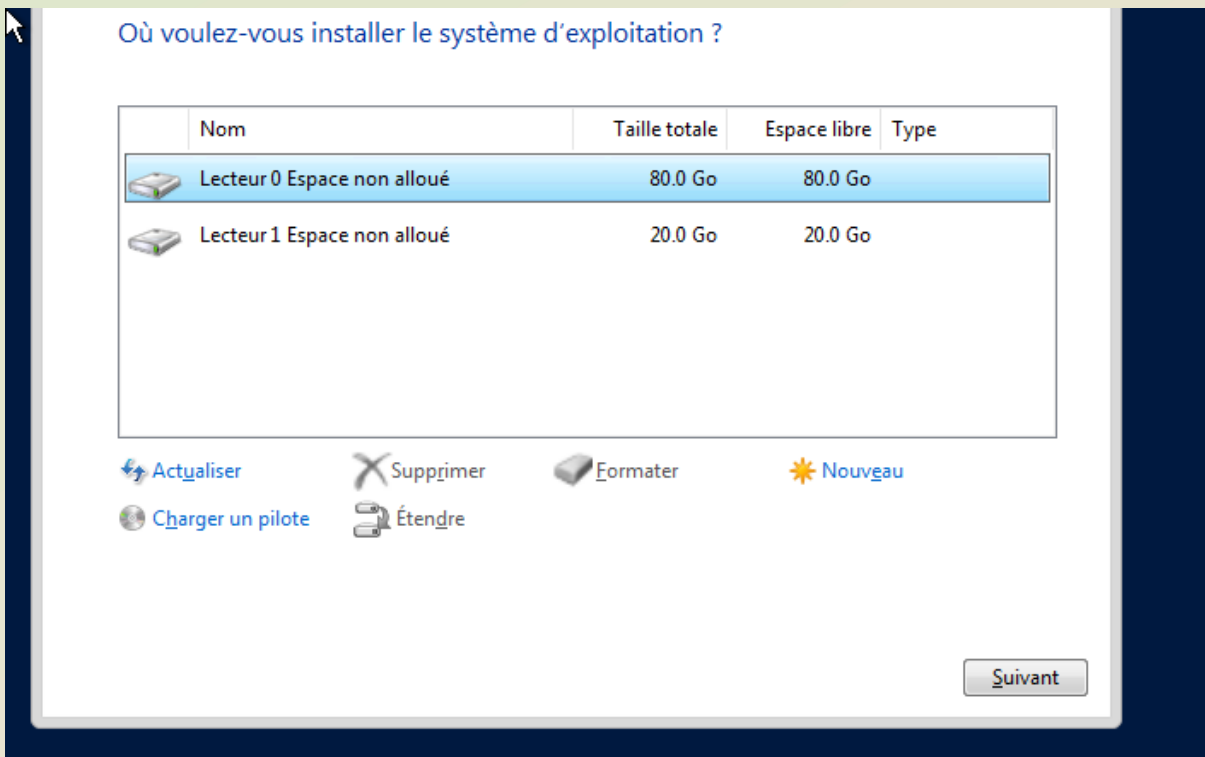 Où voulez-vous installer le système d'exploitation ?
Nom Taille totale Espace libre Type
Lecteur 0 Espace non alloué 80.0 Go 80.0 Go
Lecteur 1 Espace non alloué 20.0 Go 20.0 Go
Actualiser Supprimer Formater Nouveau
Charger un pilote Étendre
Suivant